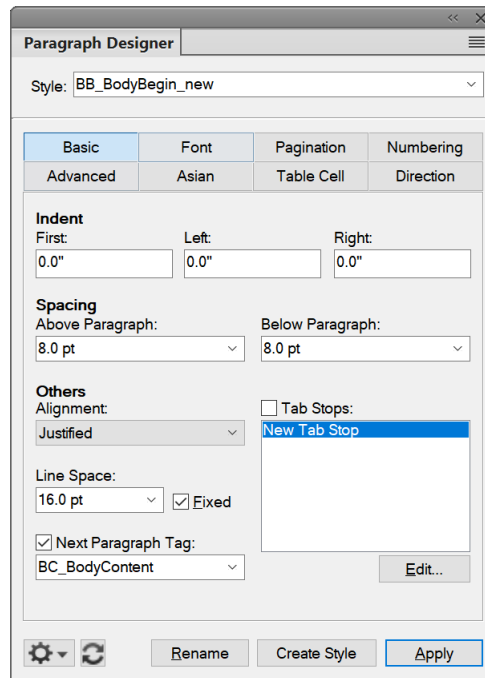 Paragraph Designer
Style: BB_BodyBegin_new
Basic Font Pagination Numbering
Advanced Asian Table Cell Direction
Indent
First: Left: Right:
0.0" 0.0" 0.0"
Spacing
Above Paragraph: Below Paragraph:
8.0 pt 8.0 pt
Others
Alignment: Tab Stops:
Justified New Tab Stop
Line Space:
16.0 pt Fixed
Next Paragraph Tag:
BC_BodyContent Edit...
Rename Create Style Apply